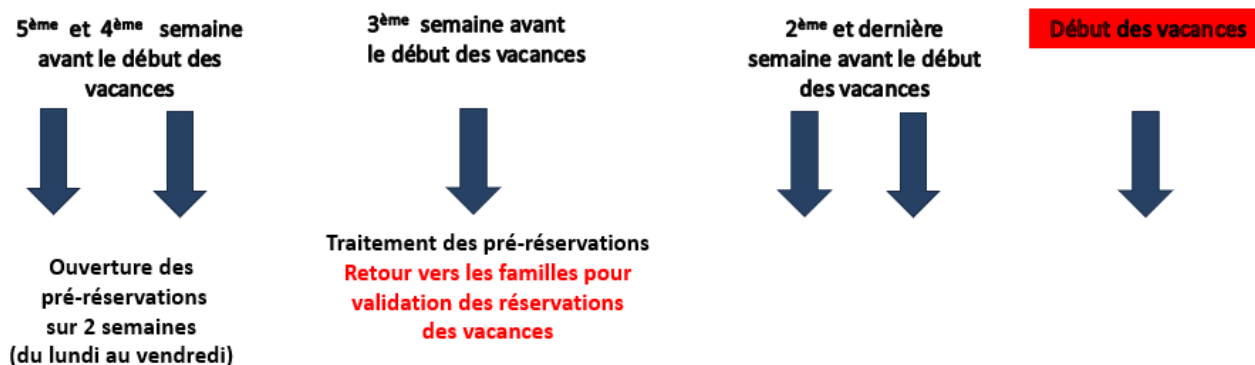 5ème et 4ème semaine
avant le début des
vacances
3ème semaine avant
le début des vacances
2ème et dernière
semaine avant le début
des vacances
Début des vacances
Ouverture des
pré-réservations
sur 2 semaines
(du lundi au vendredi)
Traitement des pré-réservations
Retour vers les familles pour
validation des réservations
des vacances